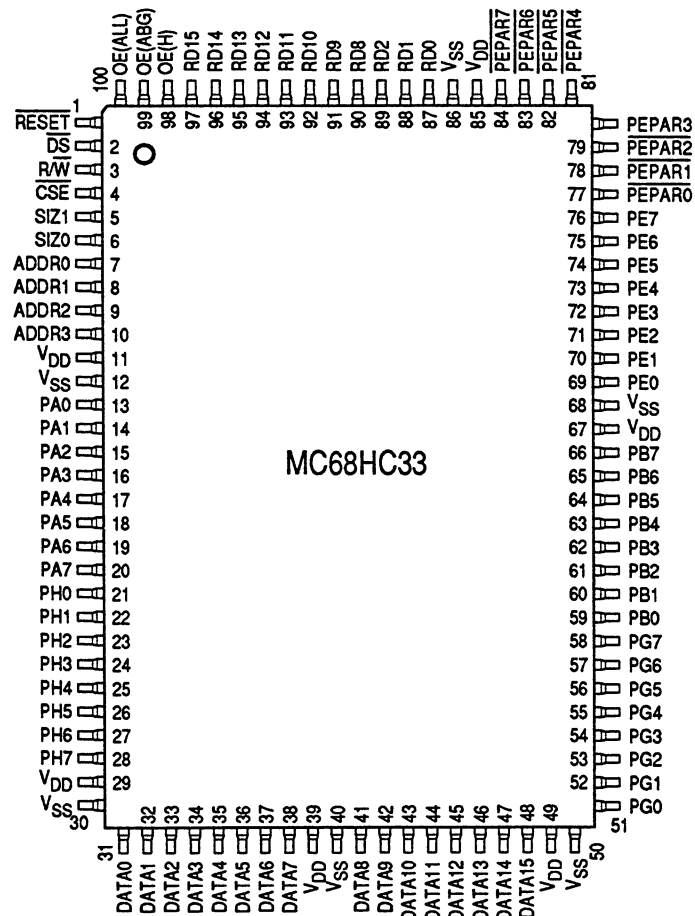 100 OE(ALL)
99 OE(ABG)
98 OE(H)
97 RD15
96 RD14
95 RD13
94 RD12
93 RD11
92 RD10
91 RD9
90 RD8
89 RD2
88 RD1
87 RD0
86 VSS
85 VDD
84 PEPAR7
83 PEPAR6
82 PEPAR5
81 PEPAR4
RESET 1
DS 2
R/W 3
CSE 4
SIZ1 5
SIZ0 6
ADDR0 7
ADDR1 8
ADDR2 9
ADDR3 10
VDD 11
VSS 12
PA0 13
PA1 14
PA2 15
PA3 16
PA4 17
PA5 18
PA6 19
PA7 20
PH0 21
PH1 22
PH2 23
PH3 24
PH4 25
PH5 26
PH6 27
PH7 28
VDD 29
VSS 30
MC68HC33
PEPAR3
79 PEPAR2
78 PEPAR1
77 PEPAR0
76 PE7
75 PE6
74 PE5
73 PE4
72 PE3
71 PE2
70 PE1
69 PE0
68 VSS
67 VDD
66 PB7
65 PB6
64 PB5
63 PB4
62 PB3
61 PB2
60 PB1
59 PB0
58 PG7
57 PG6
56 PG5
55 PG4
54 PG3
53 PG2
52 PG1
51 PG0
31 DATA0
32 DATA1
33 DATA2
34 DATA3
35 DATA4
36 DATA5
37 DATA6
38 DATA7
39 VDD
40 VSS
41 DATA8
42 DATA9
43 DATA10
44 DATA11
45 DATA12
46 DATA13
47 DATA14
48 DATA15
49 VDD
50 VSS